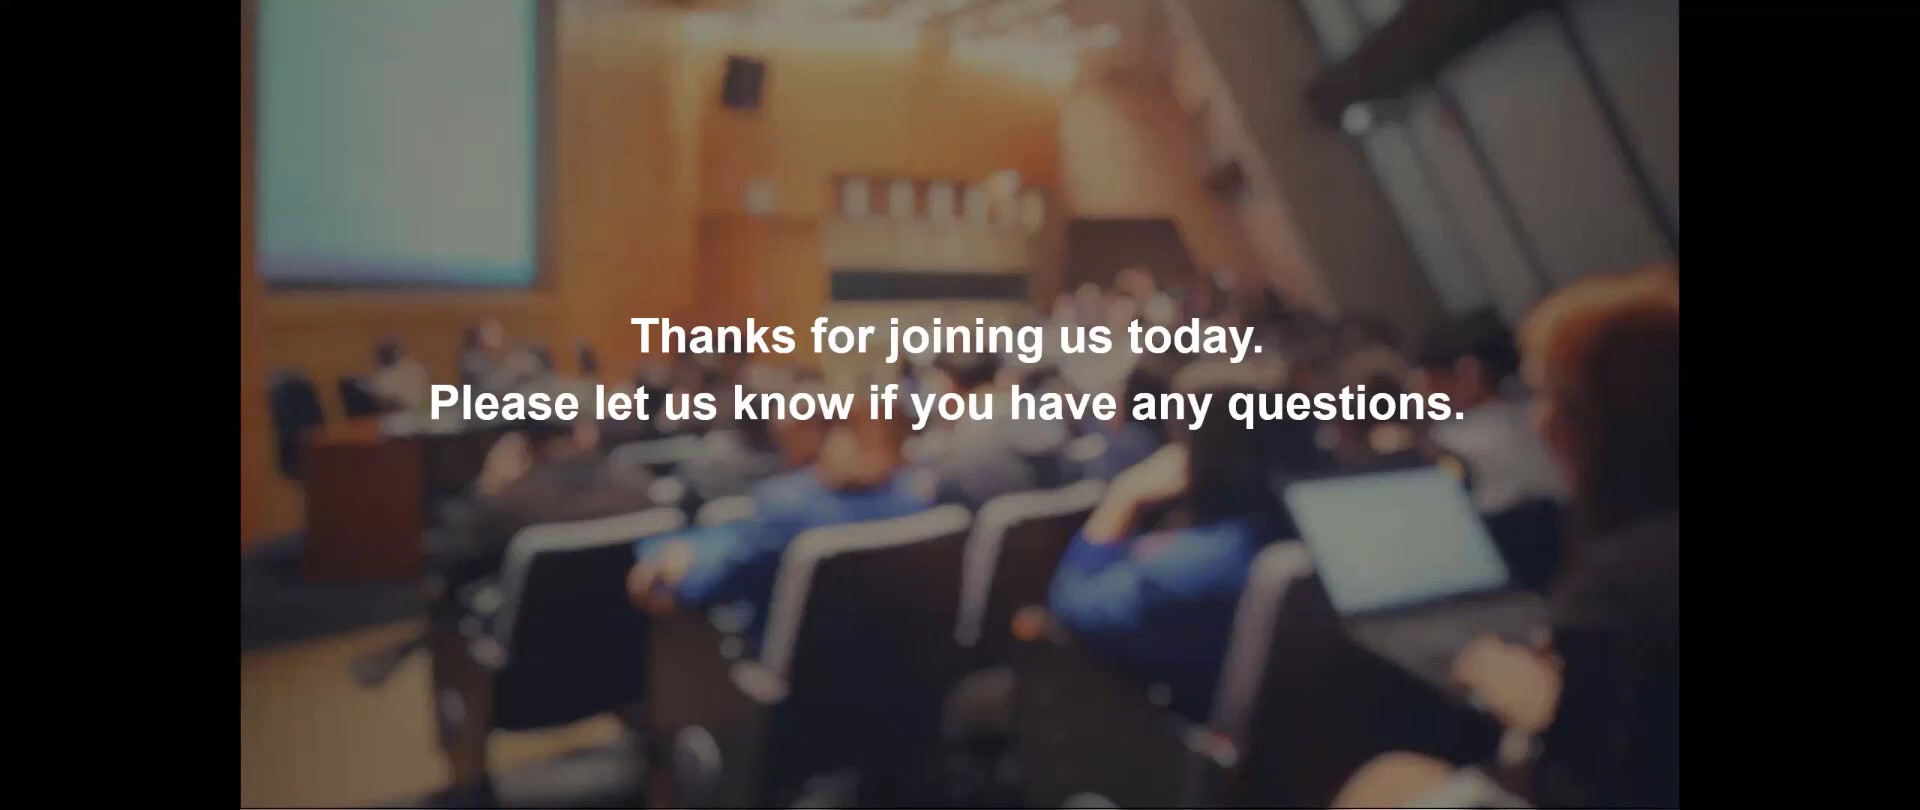 Thanks for joining us today.
Please let us know if you have any questions.